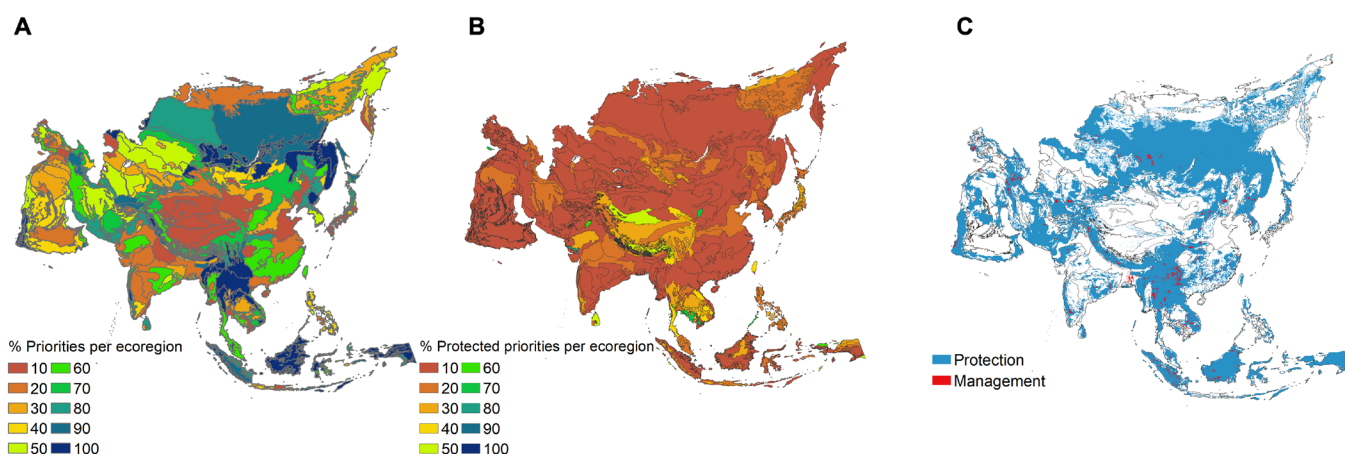 A
B
C
% Priorities per ecoregion
10 60
20 70
30 80
40 90
50 100
% Protected priorities per ecoregion
10 60
20 70
30 80
40 90
50 100
Protection
Management